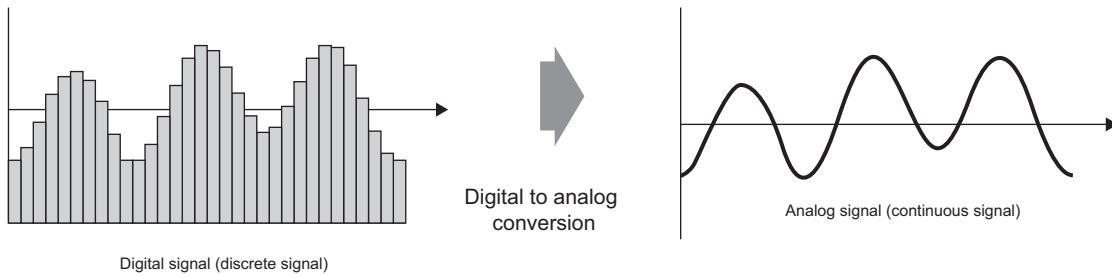 Digital to analog
conversion
Analog signal (continuous signal)
Digital signal (discrete signal)